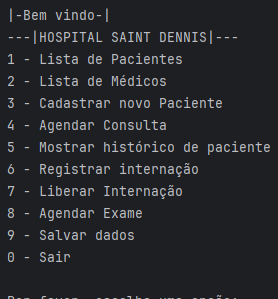 |-Bem vindo-|
---|HOSPITAL SAINT DENNIS|---
1 - Lista de Pacientes
2 - Lista de Médicos
3 - Cadastrar novo Paciente
4 - Agendar Consulta
5 - Mostrar histórico de paciente
6 - Registrar internação
7 - Liberar Internação
8 - Agendar Exame
9 - Salvar dados
0 - Sair